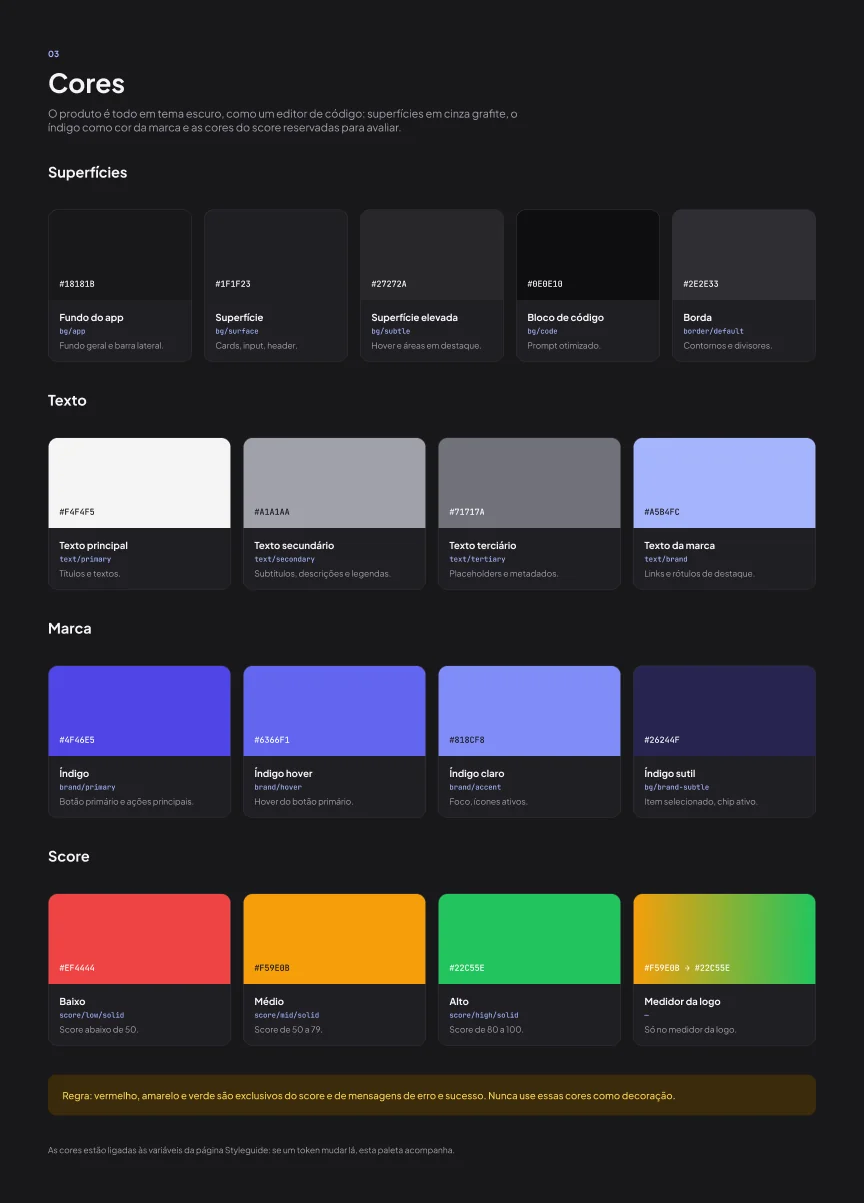 03
Cores
O produto é todo em tema escuro, como um editor de código: superfícies em cinza grafite, o
índigo como cor da marca e as cores do score reservadas para avaliar.
Superfícies
#18181B
Fundo do app
bg/app
Fundo geral e barra lateral.
#1F1F23
Superfície
bg/surface
Cards, input, header.
#27272A
Superfície elevada
bg/subtle
Hover e áreas em destaque.
#0E0E10
Bloco de código
bg/code
Prompt otimizado.
#2E2E33
Borda
border/default
Contornos e divisores.
Texto
#F4F4F5
Texto principal
text/primary
Títulos e textos.
#A1A1AA
Texto secundário
text/secondary
Subtítulos, descrições e legendas.
#71717A
Texto terciário
text/tertiary
Placeholders e metadados.
#A5B4FC
Texto da marca
text/brand
Links e rótulos de destaque.
Marca
#4F46E5
Índigo
brand/primary
Botão primário e ações principais.
#6366F1
Índigo hover
brand/hover
Hover do botão primário.
#818CF8
Índigo claro
brand/accent
Foco, ícones ativos.
#26244F
Índigo sutil
bg/brand-subtle
Item selecionado, chip ativo.
Score
#EF4444
Baixo
score/low/solid
Score abaixo de 50.
#F59E0B
Médio
score/mid/solid
Score de 50 a 79.
#22C55E
Alto
score/high/solid
Score de 80 a 100.
#F59E0B → #22C55E
Medidor da logo
—
Só no medidor da logo.
Regra: vermelho, amarelo e verde são exclusivos do score e de mensagens de erro e sucesso. Nunca use essas cores como decoração.
As cores estão ligadas às variáveis da página Styleguide: se um token mudar lá, esta paleta acompanha.